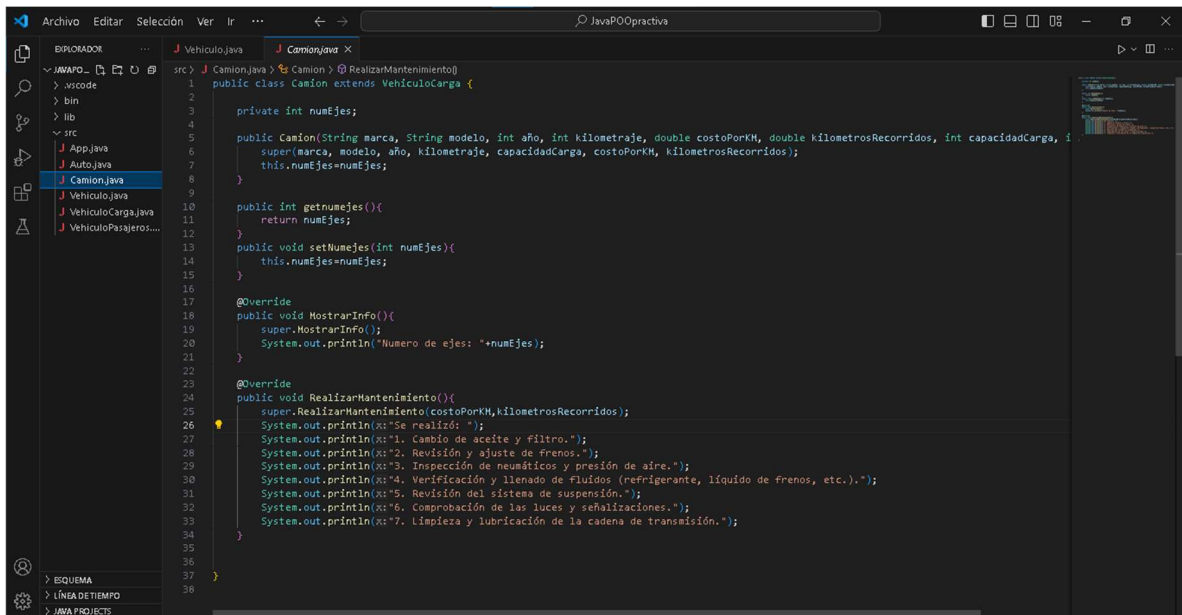 Archivo Editar Selección Ver Ir ···
JavaPOOpractiva
EXPLORADOR ···
JAVAPO...
.vscode
bin
lib
src
App.java
Auto.java
Camion.java
Vehiculo.java
VehiculoCarga.java
VehiculoPasajeros....
ESQUEMA
LÍNEA DE TIEMPO
JAVA PROJECTS
Vehiculo.java
Camion.java
src > Camion.java > Camion > RealizarMantenimiento()
1 public class Camion extends VehiculoCarga {
2
3 private int numEjes;
4
5 public Camion(String marca, String modelo, int año, int kilometraje, double costoPorKM, double kilometrosRecorridos, int capacidadCarga, i
6 super(marca, modelo, año, kilometraje, capacidadCarga, costoPorKM, kilometrosRecorridos);
7 this.numEjes=numEjes;
8 }
9
10 public int getnumejes(){
11 return numEjes;
12 }
13 public void setNumejes(int numEjes){
14 this.numEjes=numEjes;
15 }
16
17 @Override
18 public void MostrarInfo(){
19 super.MostrarInfo();
20 System.out.println("Numero de ejes: "+numEjes);
21 }
22
23 @Override
24 public void RealizarMantenimiento(){
25 super.RealizarMantenimiento(costoPorKM,kilometrosRecorridos);
26 System.out.println(x:"Se realizó: ");
27 System.out.println(x:"1. Cambio de aceite y filtro.");
28 System.out.println(x:"2. Revisión y ajuste de frenos.");
29 System.out.println(x:"3. Inspección de neumáticos y presión de aire.");
30 System.out.println(x:"4. Verificación y llenado de fluidos (refrigerante, líquido de frenos, etc.).");
31 System.out.println(x:"5. Revisión del sistema de suspensión.");
32 System.out.println(x:"6. Comprobación de las luces y señalizaciones.");
33 System.out.println(x:"7. Limpieza y lubricación de la cadena de transmisión.");
34 }
35
36
37 }
38